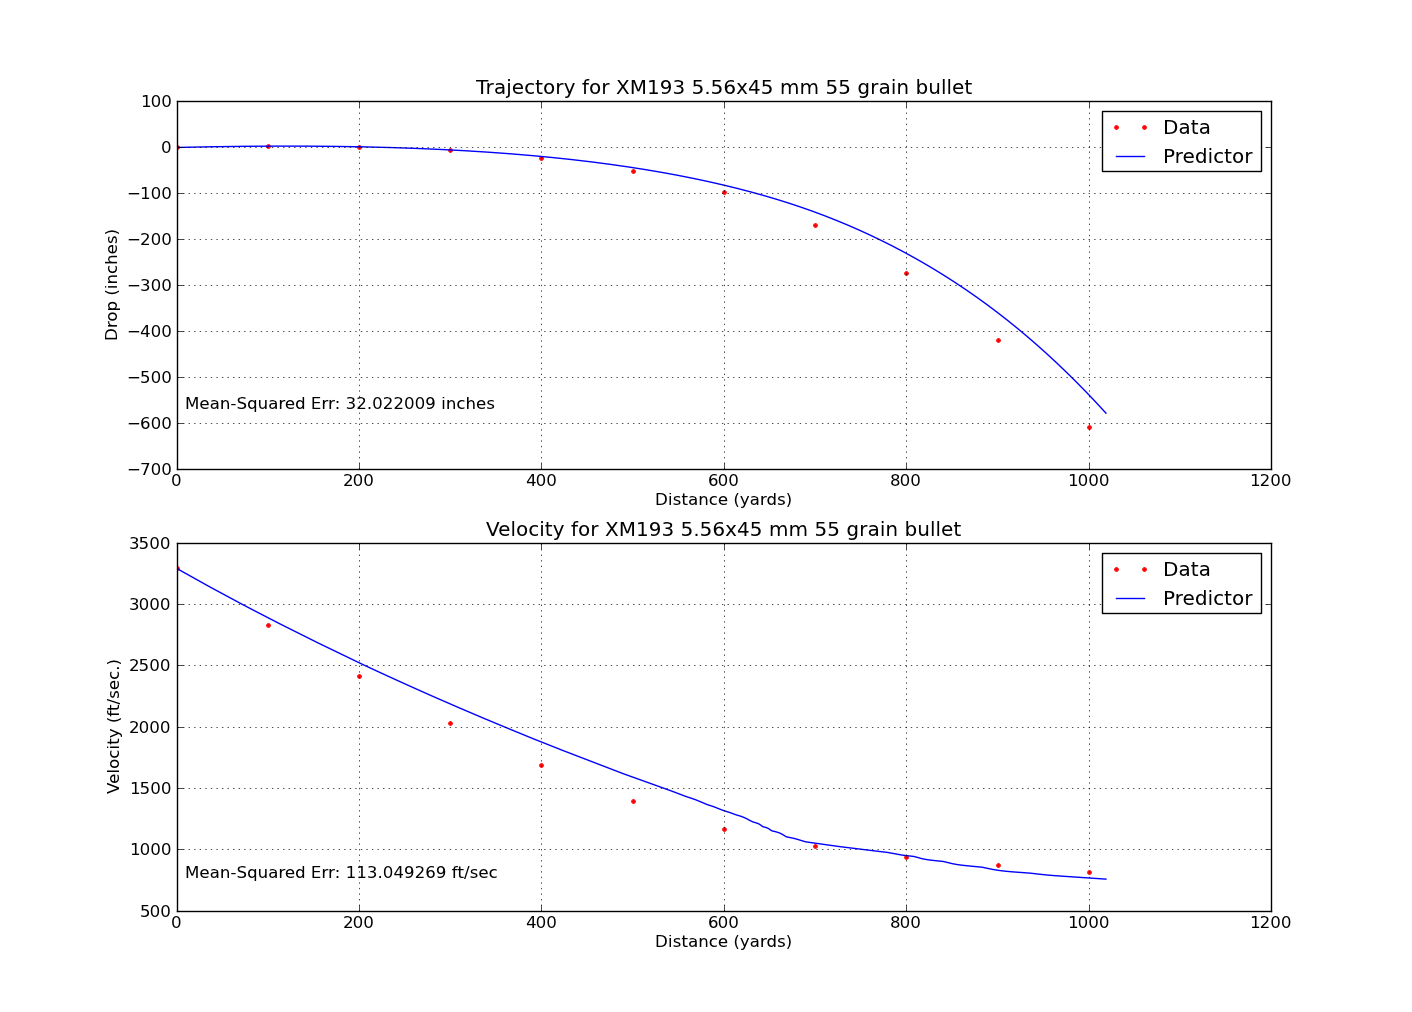 Trajectory for XM193 5.56x45 mm 55 grain bullet
100
0
−100
−200
−300
−400
−500
−600
−700
Drop (inches)
Data
Predictor
Mean-Squared Err: 32.022009 inches
0 200 400 600 800 1000 1200
Distance (yards)
Velocity for XM193 5.56x45 mm 55 grain bullet
3500
3000
2500
2000
1500
1000
500
Velocity (ft/sec.)
Data
Predictor
Mean-Squared Err: 113.049269 ft/sec
0 200 400 600 800 1000 1200
Distance (yards)